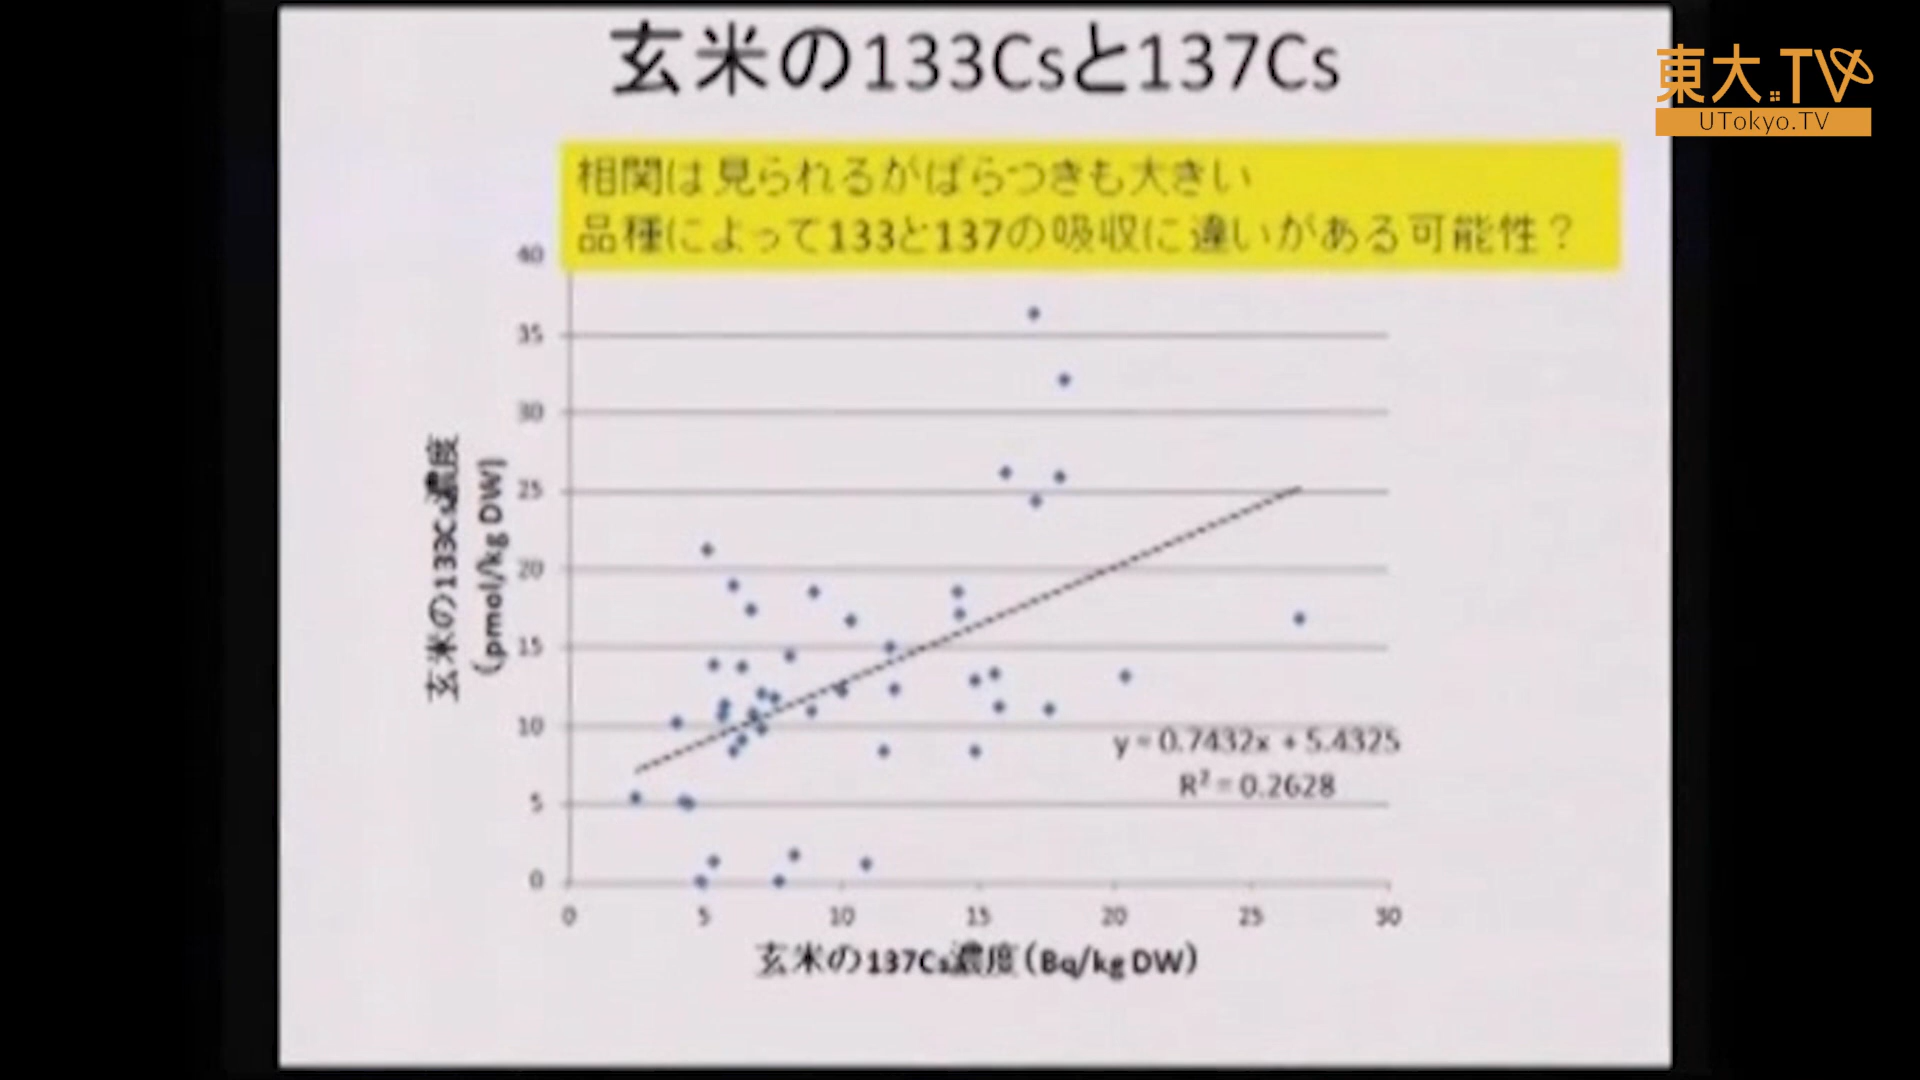 玄米の133Csと137Cs
東大.TV
UTokyo.TV
相関は見られるがばらつきも大きい
品種によって133と137の吸収に違いがある可能性？
40
35
30
25
20
15
10
5
0
玄米の133Cs濃度
（pmol/kg DW）
y = 0.7432x + 5.4325
R² = 0.2628
0 5 10 15 20 25 30
玄米の137Cs濃度（Bq/kg DW）